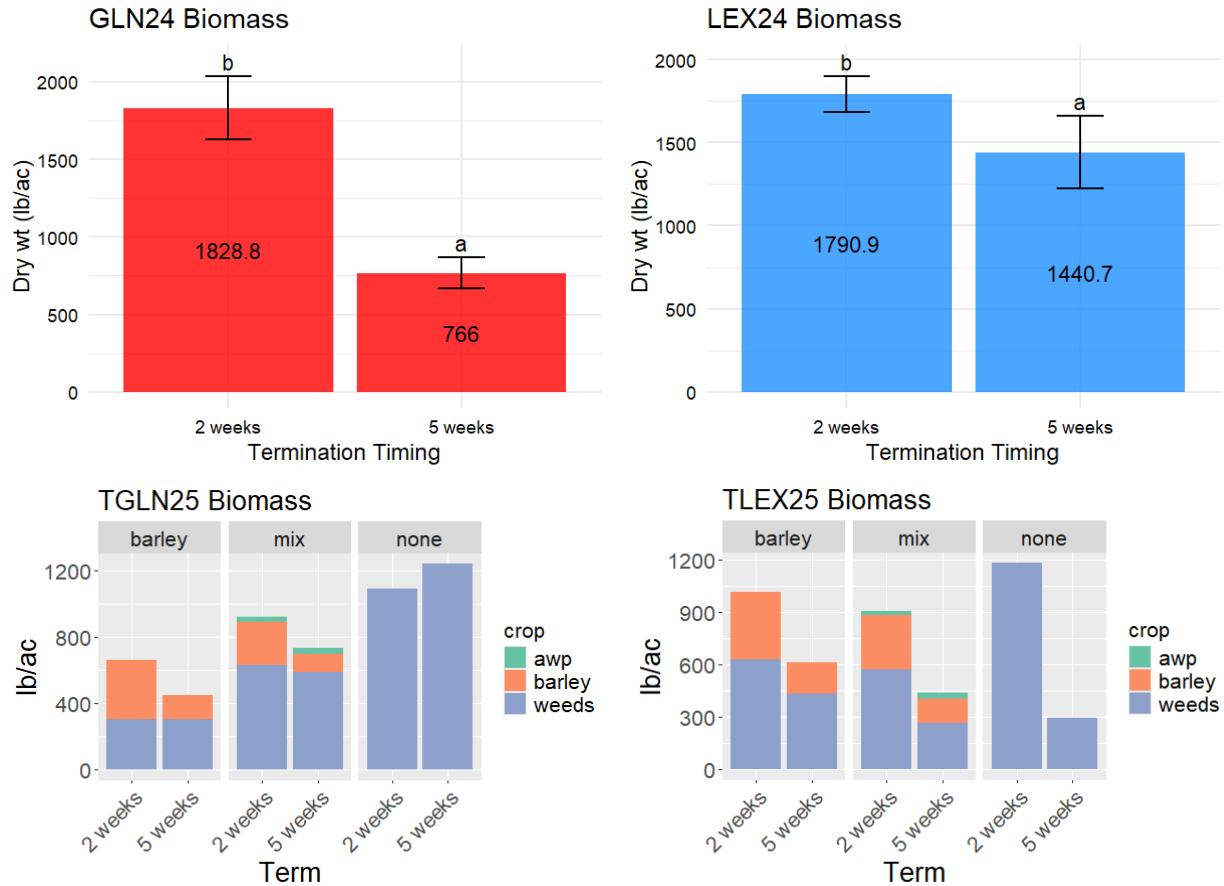 GLN24 Biomass
b
a
2000
1500
1000
500
0
Dry wt (lb/ac)
1828.8
766
2 weeks
5 weeks
Termination Timing
LEX24 Biomass
b
a
2000
1500
1000
500
0
Dry wt (lb/ac)
1790.9
1440.7
2 weeks
5 weeks
Termination Timing
TGLN25 Biomass
barley
mix
none
1200
800
400
0
lb/ac
2 weeks
5 weeks
2 weeks
5 weeks
2 weeks
5 weeks
Term
crop
awp
barley
weeds
TLEX25 Biomass
barley
mix
none
1200
900
600
300
0
lb/ac
2 weeks
5 weeks
2 weeks
5 weeks
2 weeks
5 weeks
Term
crop
awp
barley
weeds